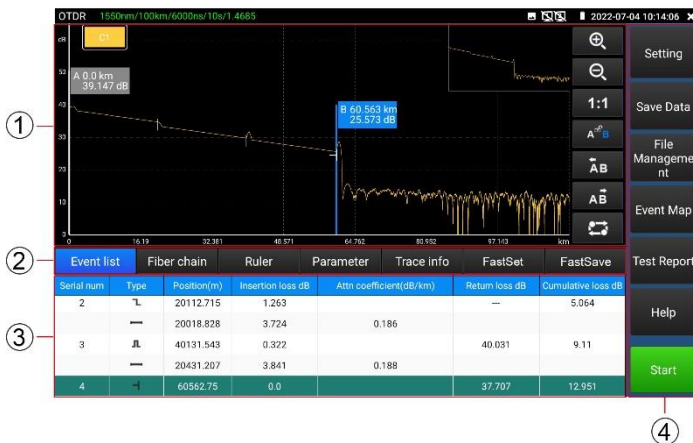 OTDR 1550nm/100km/6000ns/10s/1.4685 2022-07-04 10:14:06
dB
C1
A 0.0 km
39.147 dB
B 60.563 km
25.573 dB
53
43
30
20
10
0
0 16.19 32.381 48.571 64.762 80.952 97.143 km
1:1
A B
AB
AB
Setting
Save Data
File
Manageme
nt
Event Map
Test Report
Help
Start
Event list Fiber chain Ruler Parameter Trace info FastSet FastSave
Serial num Type Position(m) Insertion loss dB Attn coefficient(dB/km) Return loss dB Cumulative loss dB
2 20112.715 1.263 --- 5.064
20018.828 3.724 0.186
3 40131.543 0.322 40.031 9.11
20431.207 3.841 0.188
4 60562.75 0.0 37.707 12.951
1
2
3
4